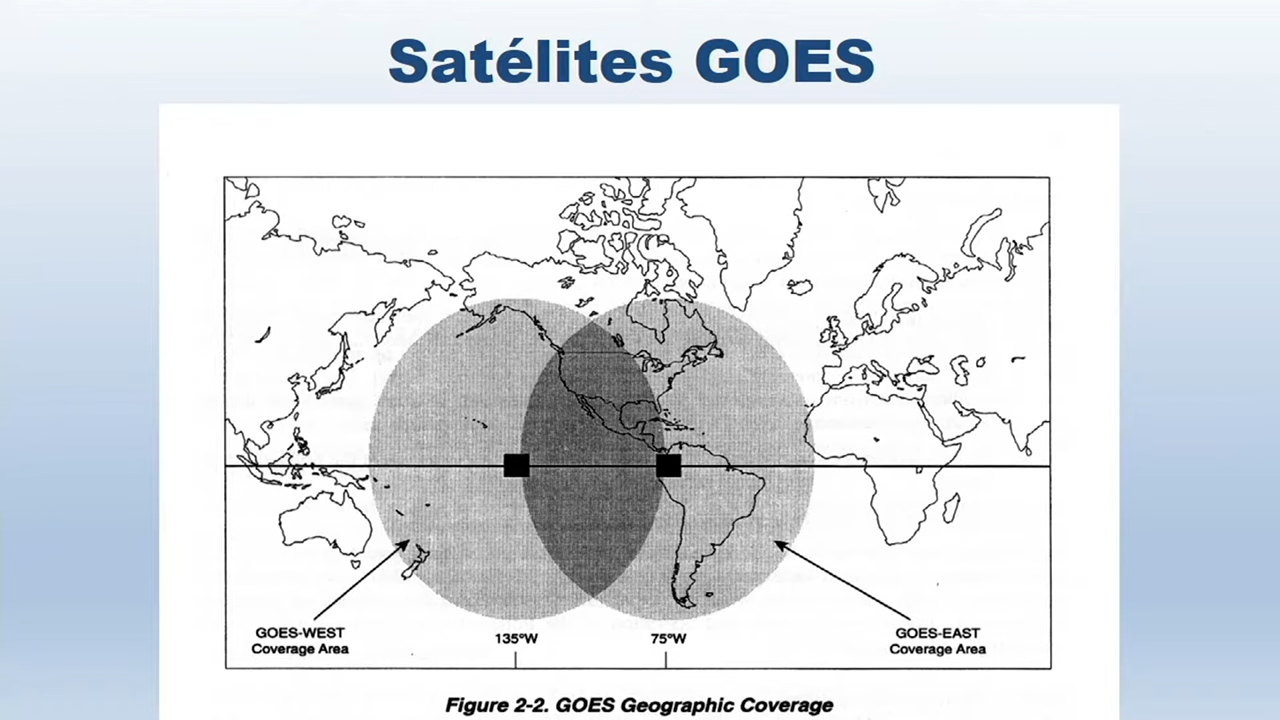 Satélites GOES
GOES-WEST
Coverage Area
135°W
75°W
GOES-EAST
Coverage Area
Figure 2-2. GOES Geographic Coverage